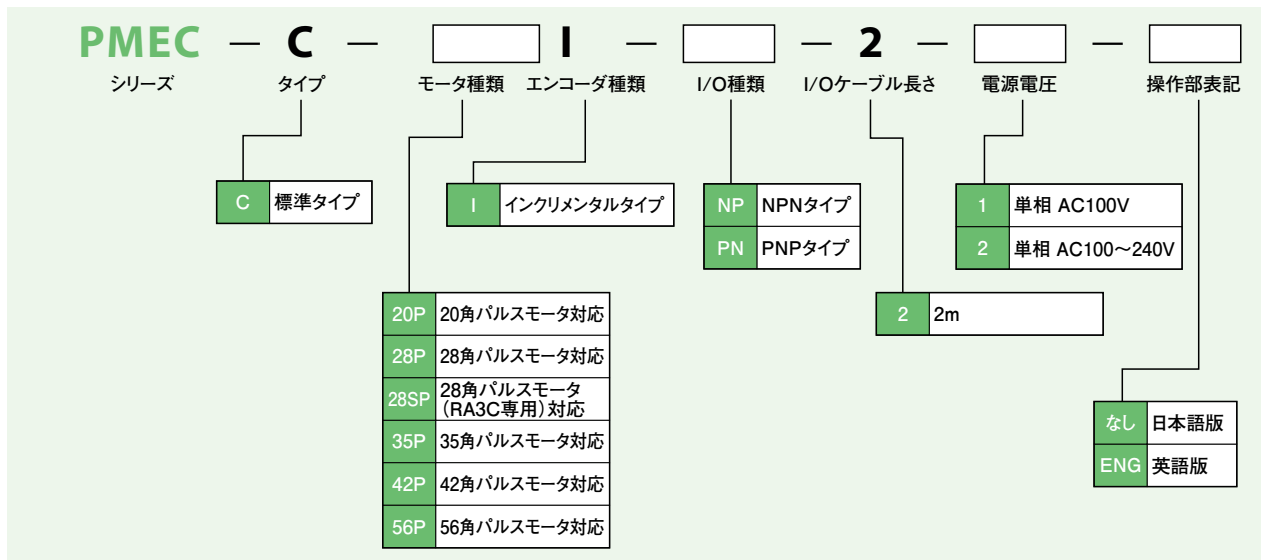 PMEC — C — I — — 2 — —
シリーズ タイプ モータ種類 エンコーダ種類 I/O種類 I/Oケーブル長さ 電源電圧 操作部表記
C 標準タイプ
I インクリメンタルタイプ
NP NPNタイプ
PN PNPタイプ
1 単相 AC100V
2 単相 AC100〜240V
20P 20角パルスモータ対応
28P 28角パルスモータ対応
28SP 28角パルスモータ
(RA3C専用)対応
35P 35角パルスモータ対応
42P 42角パルスモータ対応
56P 56角パルスモータ対応
2 2m
なし 日本語版
ENG 英語版